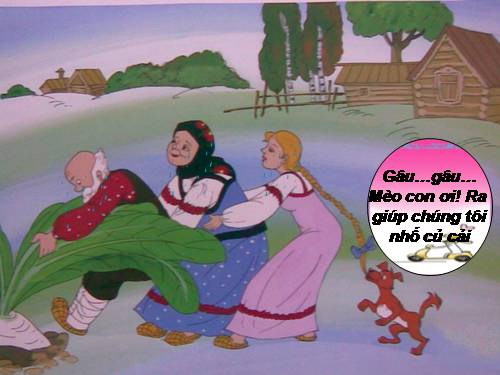 Gâu...gâu...
Mèo con ơi! Ra
giúp chúng tôi
nhổ củ cải